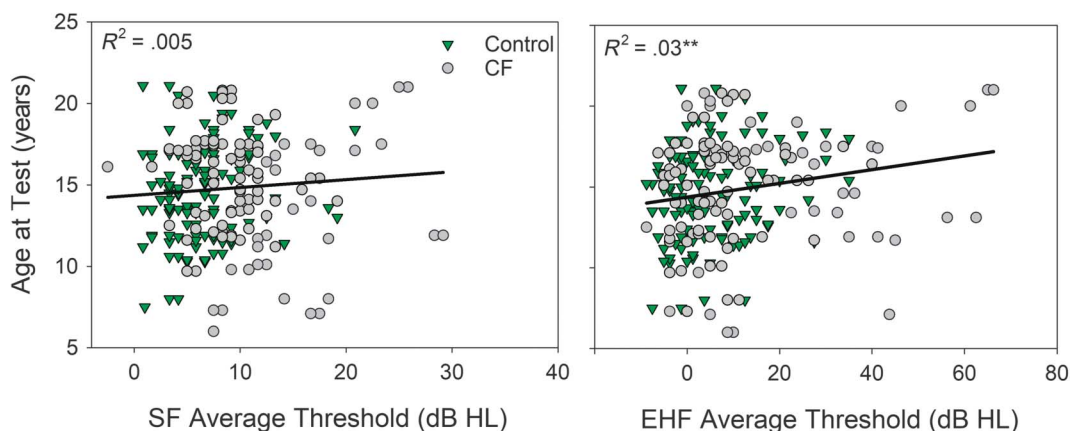 R² = .005
Control
CF
R² = .03**
Age at Test (years)
25
20
15
10
5
0 10 20 30 40
0 20 40 60 80
SF Average Threshold (dB HL)
EHF Average Threshold (dB HL)